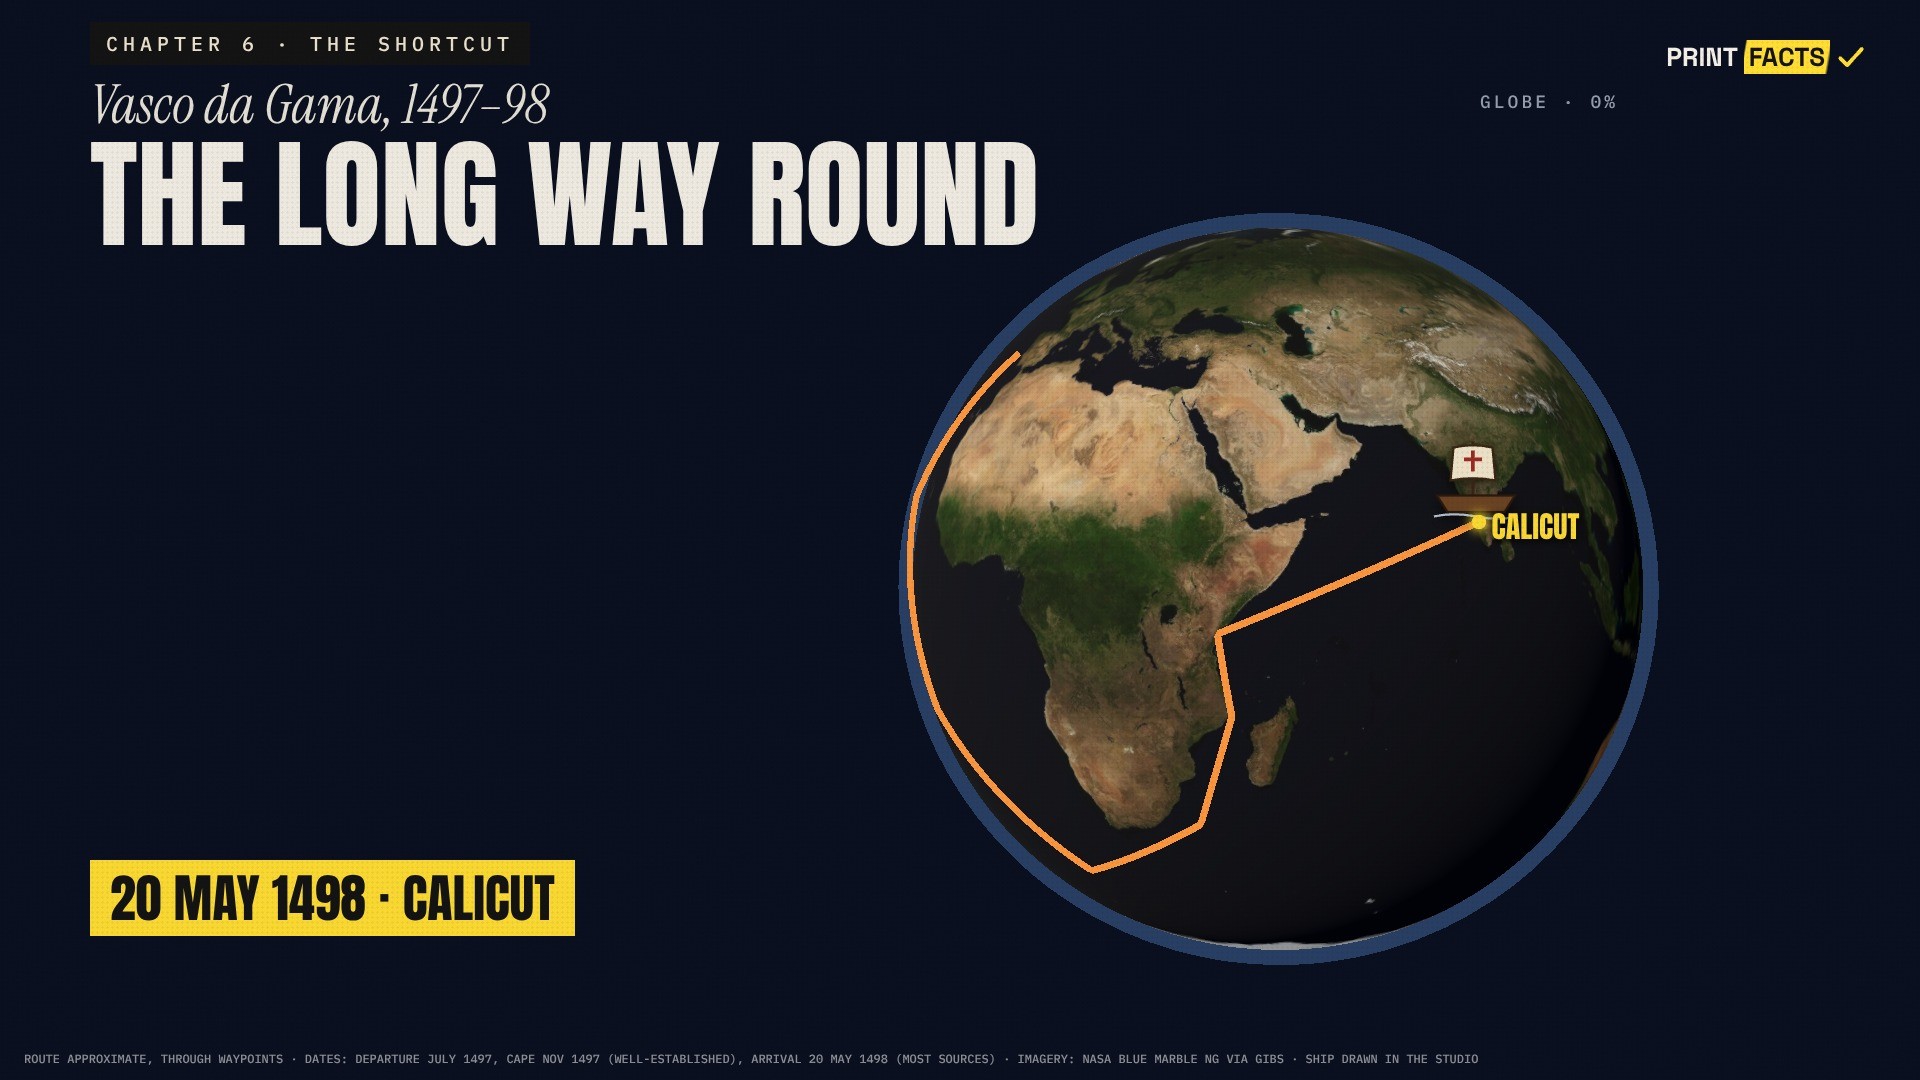 CHAPTER 6 · THE SHORTCUT
PRINT FACTS
Vasco da Gama, 1497–98
GLOBE · 0%
THE LONG WAY ROUND
CALICUT
20 MAY 1498 · CALICUT
ROUTE APPROXIMATE, THROUGH WAYPOINTS · DATES: DEPARTURE JULY 1497, CAPE NOV 1497 (WELL-ESTABLISHED), ARRIVAL 20 MAY 1498 (MOST SOURCES) · IMAGERY: NASA BLUE MARBLE NG VIA GIBS · SHIP DRAWN IN THE STUDIO